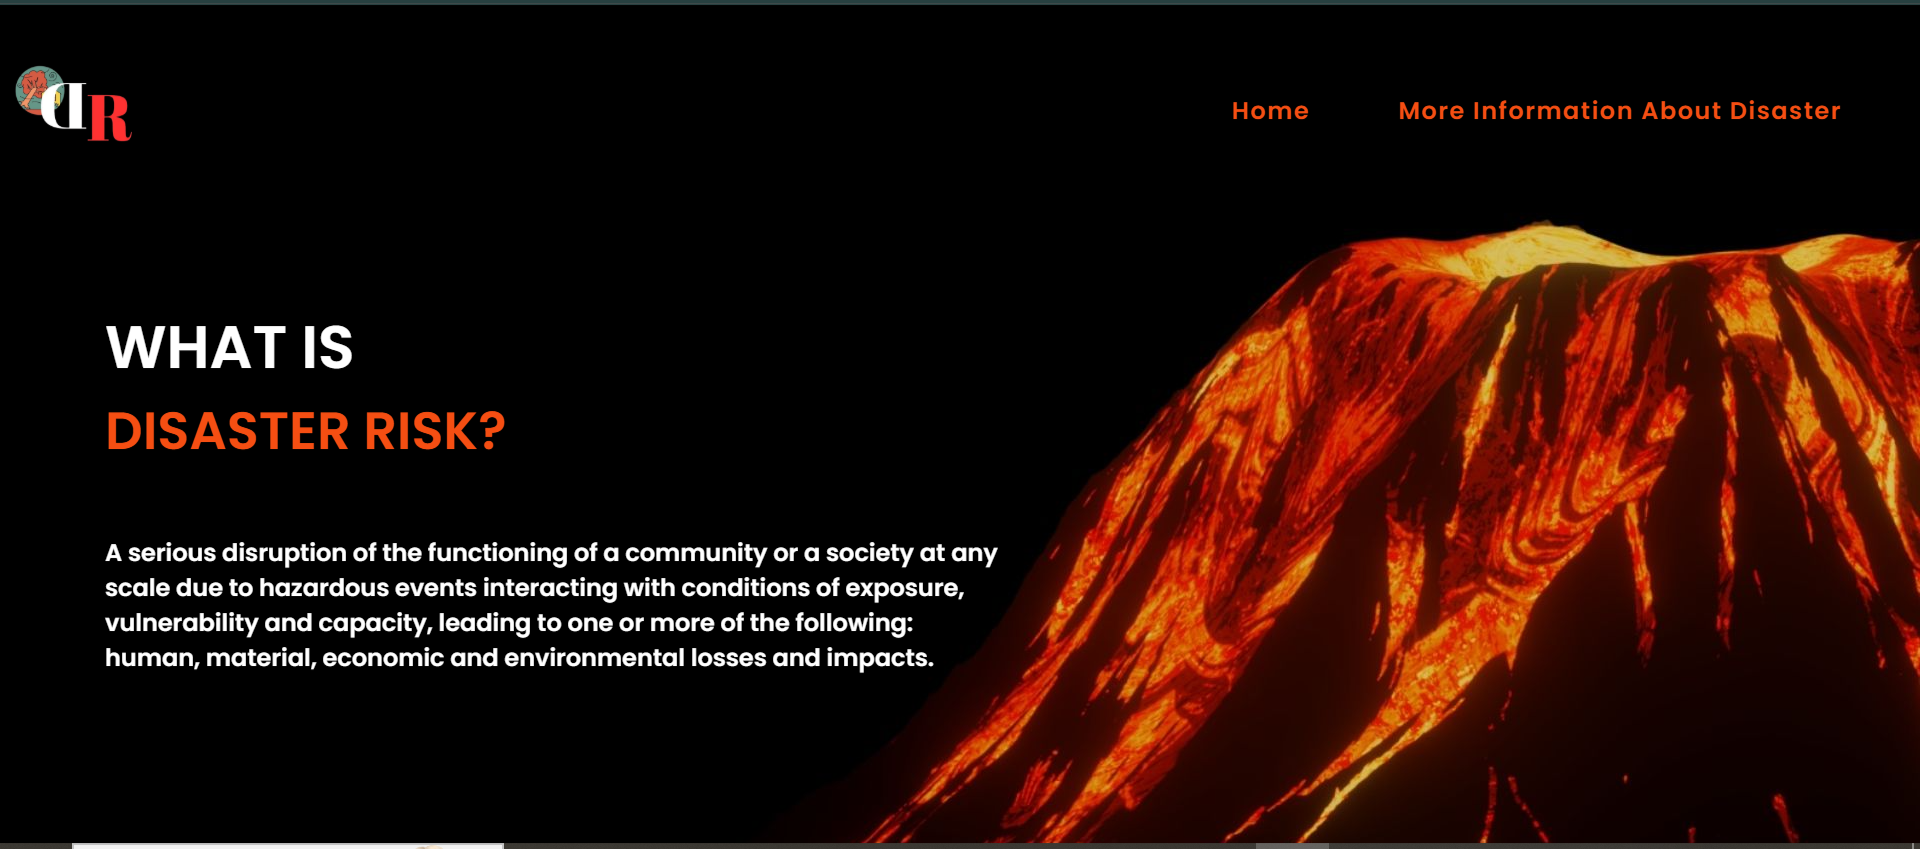 DR
Home
More Information About Disaster
WHAT IS
DISASTER RISK?
A serious disruption of the functioning of a community or a society at any
scale due to hazardous events interacting with conditions of exposure,
vulnerability and capacity, leading to one or more of the following:
human, material, economic and environmental losses and impacts.